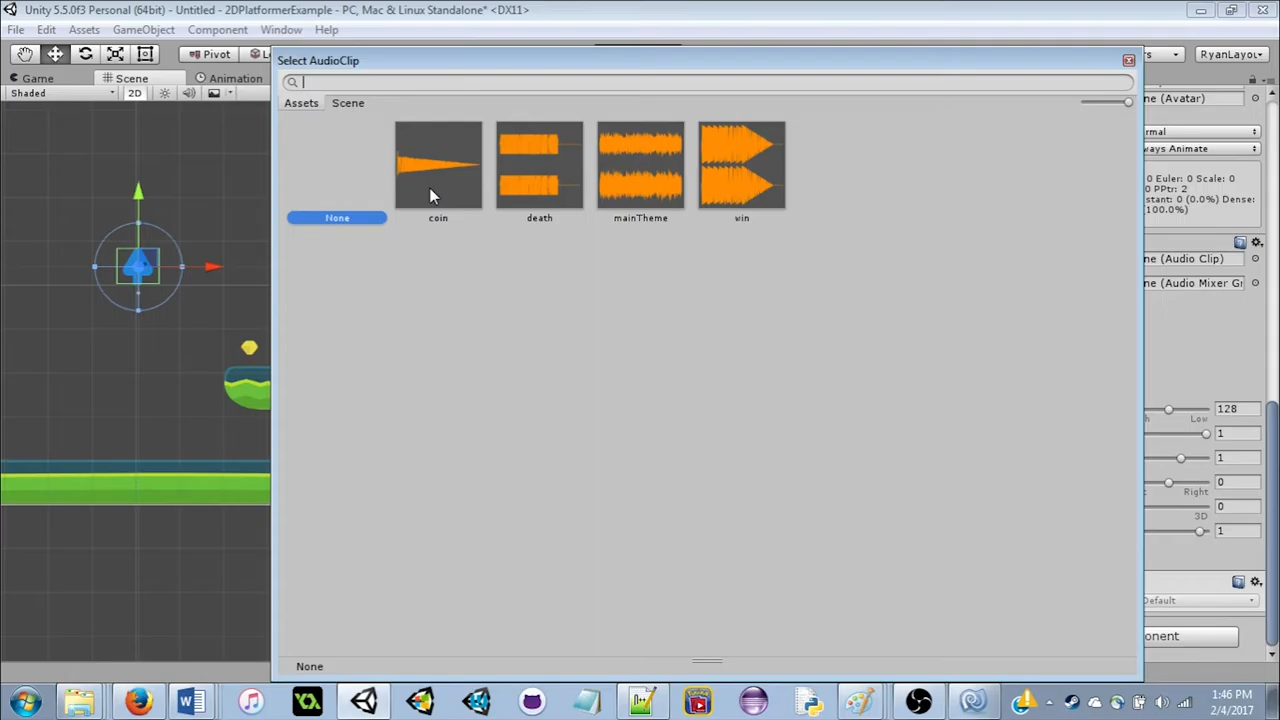 Unity 5.5.0f3 Personal (64bit) - Untitled - 2DPlatformerExample - PC, Mac & Linux Standalone* <DX11>
File Edit Assets GameObject Component Window Help
Pivot
RyanLayou
Select AudioClip
Game Scene Animation
Shaded 2D
Assets Scene
ne (Avatar)
rmal
ways Animate
Euler: 0 Scale: 0
PPtr: 2
stant: 0 (0.0%) Dense:
(100.0%)
None coin death mainTheme win
ne (Audio Clip)
ne (Audio Mixer Gr
128
Low
1
1
0
Right
0
3D
1
Default
onent
None
1:46 PM
2/4/2017